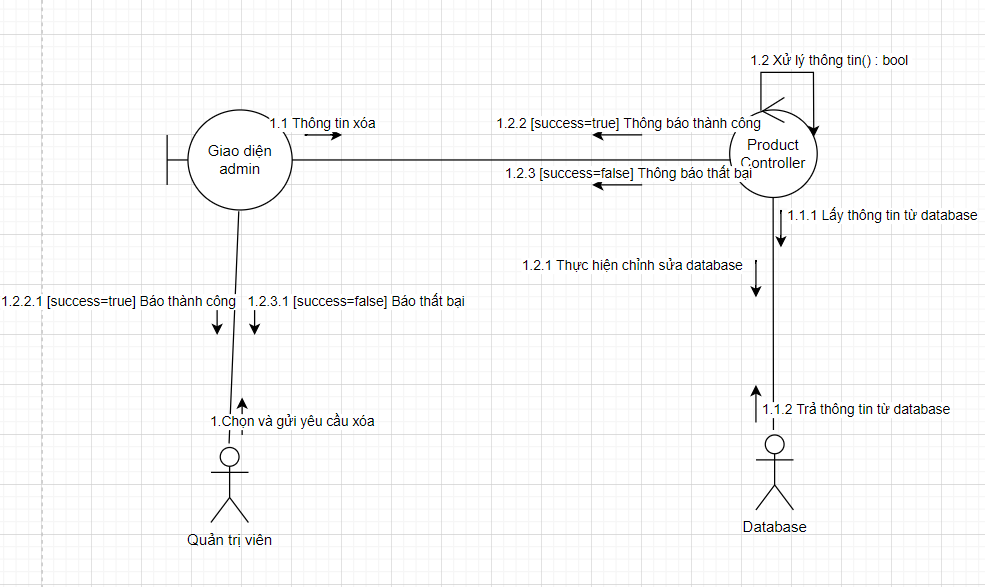 1.2 Xử lý thông tin() : bool
1.1 Thông tin xóa
1.2.2 [success=true] Thông báo thành công
Giao diện
admin
Product
Controller
1.2.3 [success=false] Thông báo thất bại
1.1.1 Lấy thông tin từ database
1.2.1 Thực hiện chỉnh sửa database
1.2.2.1 [success=true] Báo thành công
1.2.3.1 [success=false] Báo thất bại
1.Chọn và gửi yêu cầu xóa
1.1.2 Trả thông tin từ database
Quản trị viên
Database